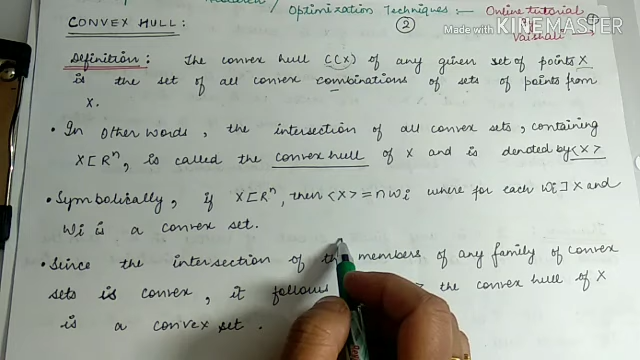 Research / Optimization Techniques :- Online tutorial
② ①
Made with KINEMASTER
Vaishali
CONVEX HULL :
Definition : The convex hull C(X) of any given set of points X
is the set of all convex combinations of sets of points from
X.
• In other words, the intersection of all convex sets, containing
X⊏Rⁿ, is called the convex hull of X and is denoted by <X>
• Symbolically, if X⊏Rⁿ, then <X> = ∩Wi where for each Wi⊐X and
Wi is a convex set.
• Since the intersection of the members of any family of convex
sets is convex, it follows the convex hull of X
is a convex set.